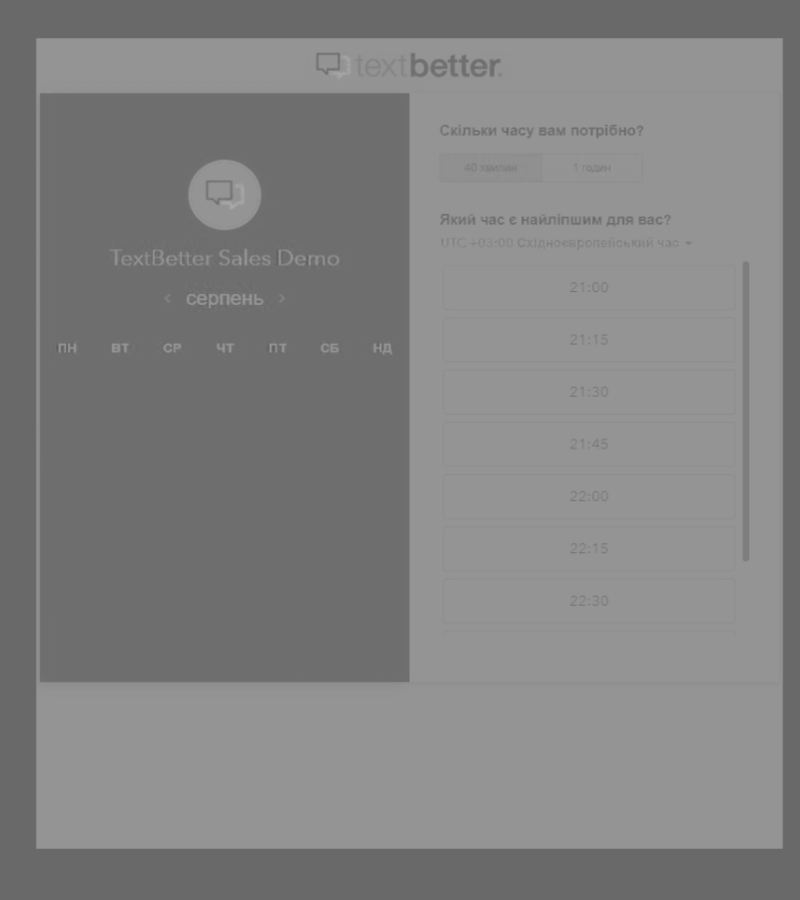 textbetter.
TextBetter Sales Demo
< серпень >
ПН ВТ СР ЧТ ПТ СБ НД
Скільки часу вам потрібно?
40 хвилин 1 годин
Який час є найліпшим для вас?
UTC +03:00 Східноєвропейський час
21:00
21:15
21:30
21:45
22:00
22:15
22:30